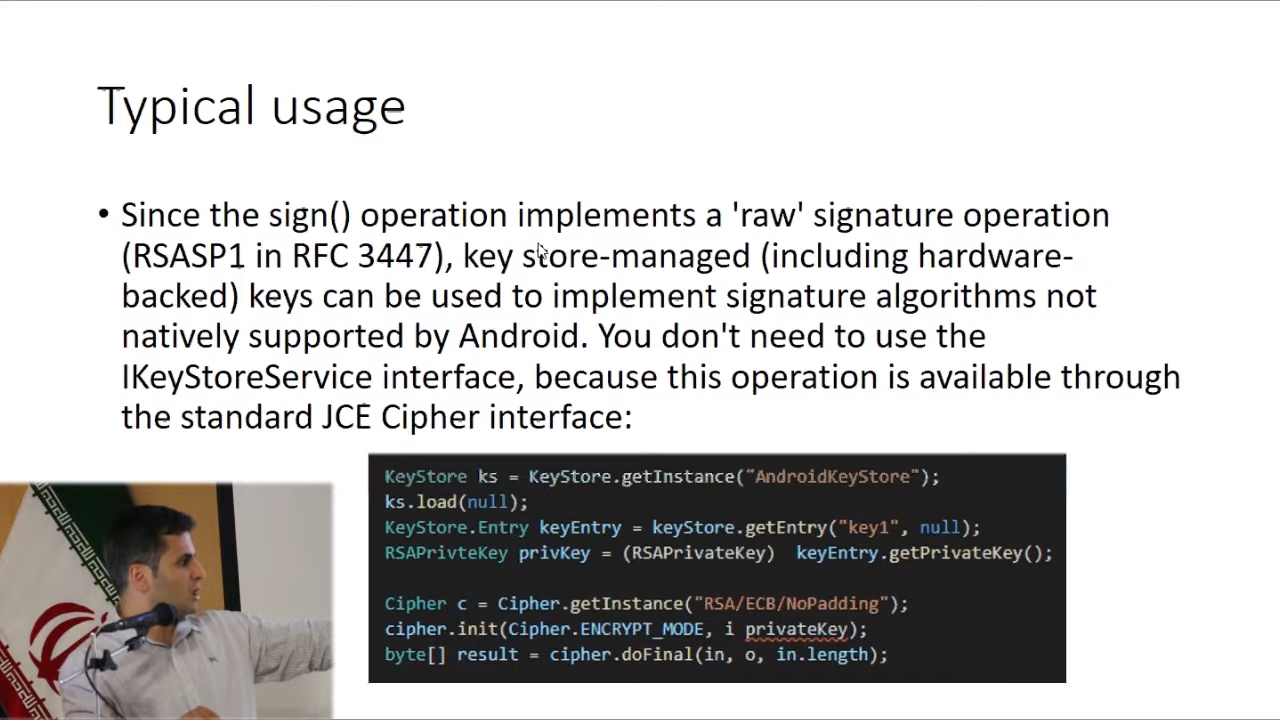 Typical usage
• Since the sign() operation implements a 'raw' signature operation
(RSASP1 in RFC 3447), key store-managed (including hardware-
backed) keys can be used to implement signature algorithms not
natively supported by Android. You don't need to use the
IKeyStoreService interface, because this operation is available through
the standard JCE Cipher interface:
KeyStore ks = KeyStore.getInstance("AndroidKeyStore");
ks.load(null);
KeyStore.Entry keyEntry = keyStore.getEntry("key1", null);
RSAPrivteKey privKey = (RSAPrivateKey)  keyEntry.getPrivateKey();
Cipher c = Cipher.getInstance("RSA/ECB/NoPadding");
cipher.init(Cipher.ENCRYPT_MODE, i privateKey);
byte[] result = cipher.doFinal(in, o, in.length);